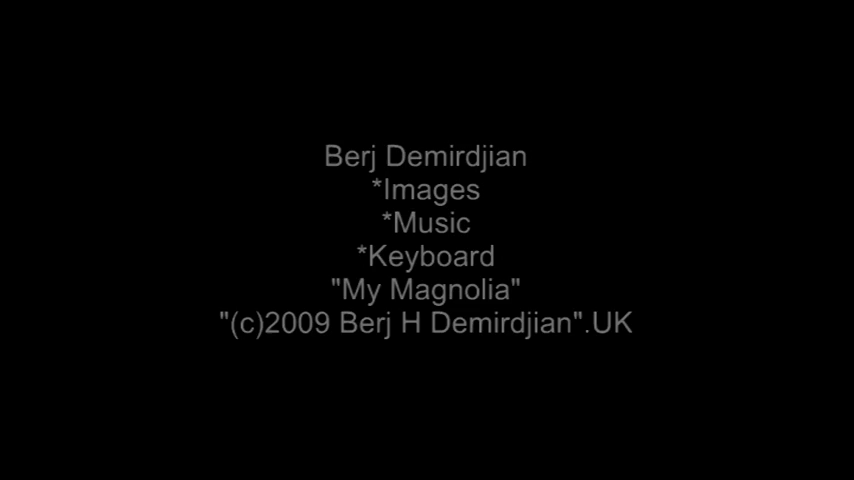 Berj Demirdjian
*Images
*Music
*Keyboard
"My Magnolia"
"(c)2009 Berj H Demirdjian".UK